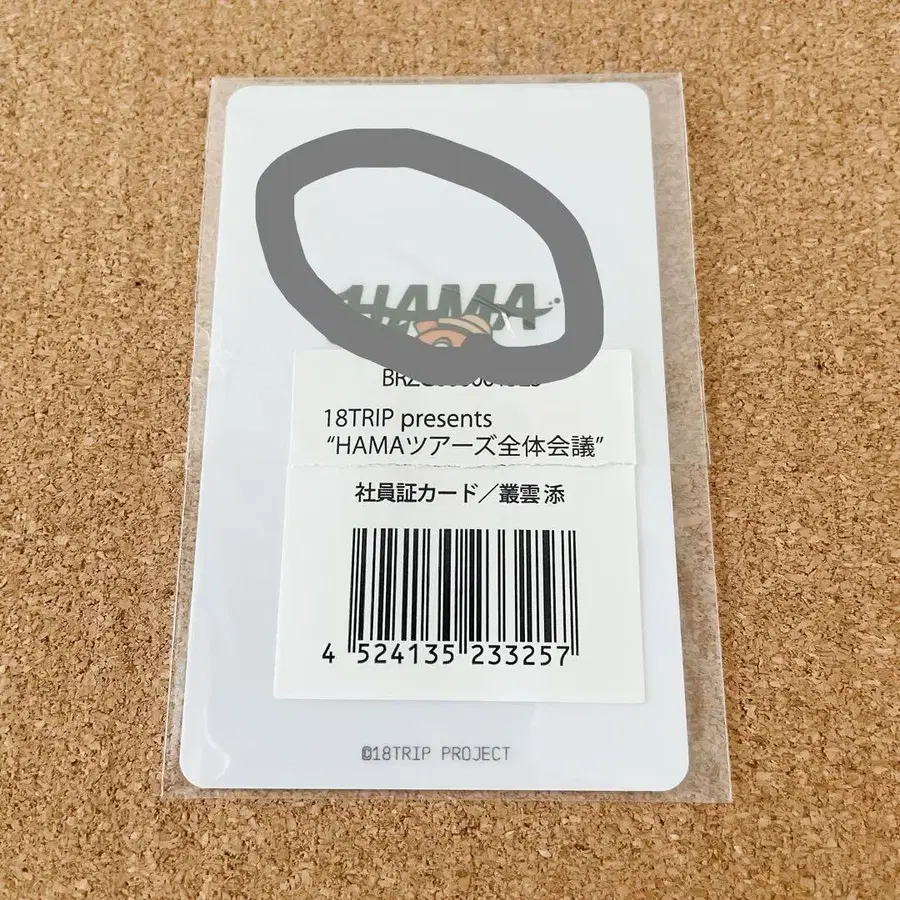 HAMA
18TRIP presents
“HAMAツアーズ全体会議”
社員証カード／叢雲 添
4 524135 233257
©18TRIP PROJECT